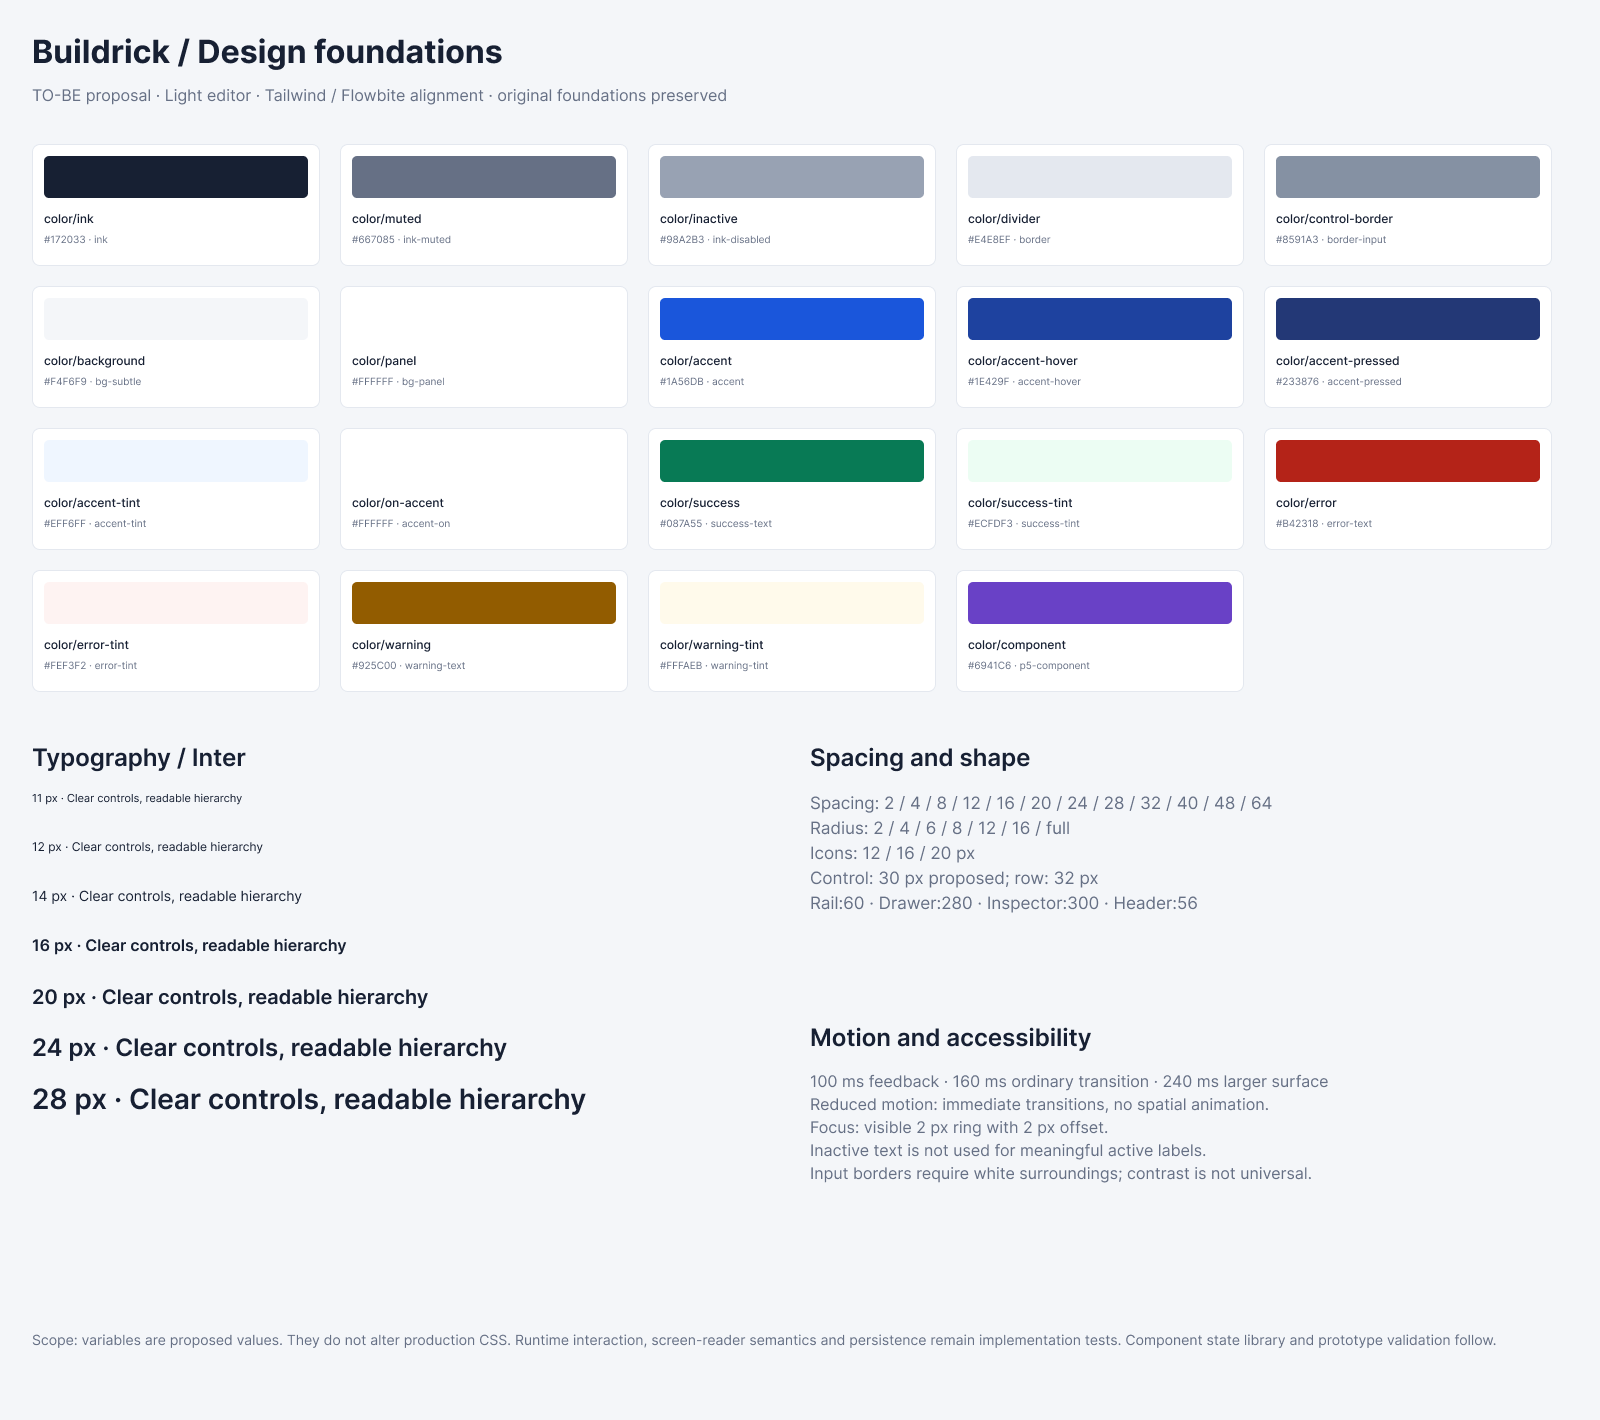 Buildrick / Design foundations
TO-BE proposal · Light editor · Tailwind / Flowbite alignment · original foundations preserved
color/ink
#172033 · ink
color/muted
#667085 · ink-muted
color/inactive
#98A2B3 · ink-disabled
color/divider
#E4E8EF · border
color/control-border
#8591A3 · border-input
color/background
#F4F6F9 · bg-subtle
color/panel
#FFFFFF · bg-panel
color/accent
#1A56DB · accent
color/accent-hover
#1E429F · accent-hover
color/accent-pressed
#233876 · accent-pressed
color/accent-tint
#EFF6FF · accent-tint
color/on-accent
#FFFFFF · accent-on
color/success
#087A55 · success-text
color/success-tint
#ECFDF3 · success-tint
color/error
#B42318 · error-text
color/error-tint
#FEF3F2 · error-tint
color/warning
#925C00 · warning-text
color/warning-tint
#FFFAEB · warning-tint
color/component
#6941C6 · p5-component
Typography / Inter
11 px · Clear controls, readable hierarchy
12 px · Clear controls, readable hierarchy
14 px · Clear controls, readable hierarchy
16 px · Clear controls, readable hierarchy
20 px · Clear controls, readable hierarchy
24 px · Clear controls, readable hierarchy
28 px · Clear controls, readable hierarchy
Spacing and shape
Spacing: 2 / 4 / 8 / 12 / 16 / 20 / 24 / 28 / 32 / 40 / 48 / 64
Radius: 2 / 4 / 6 / 8 / 12 / 16 / full
Icons: 12 / 16 / 20 px
Control: 30 px proposed; row: 32 px
Rail:60 · Drawer:280 · Inspector:300 · Header:56
Motion and accessibility
100 ms feedback · 160 ms ordinary transition · 240 ms larger surface
Reduced motion: immediate transitions, no spatial animation.
Focus: visible 2 px ring with 2 px offset.
Inactive text is not used for meaningful active labels.
Input borders require white surroundings; contrast is not universal.
Scope: variables are proposed values. They do not alter production CSS. Runtime interaction, screen-reader semantics and persistence remain implementation tests. Component state library and prototype validation follow.